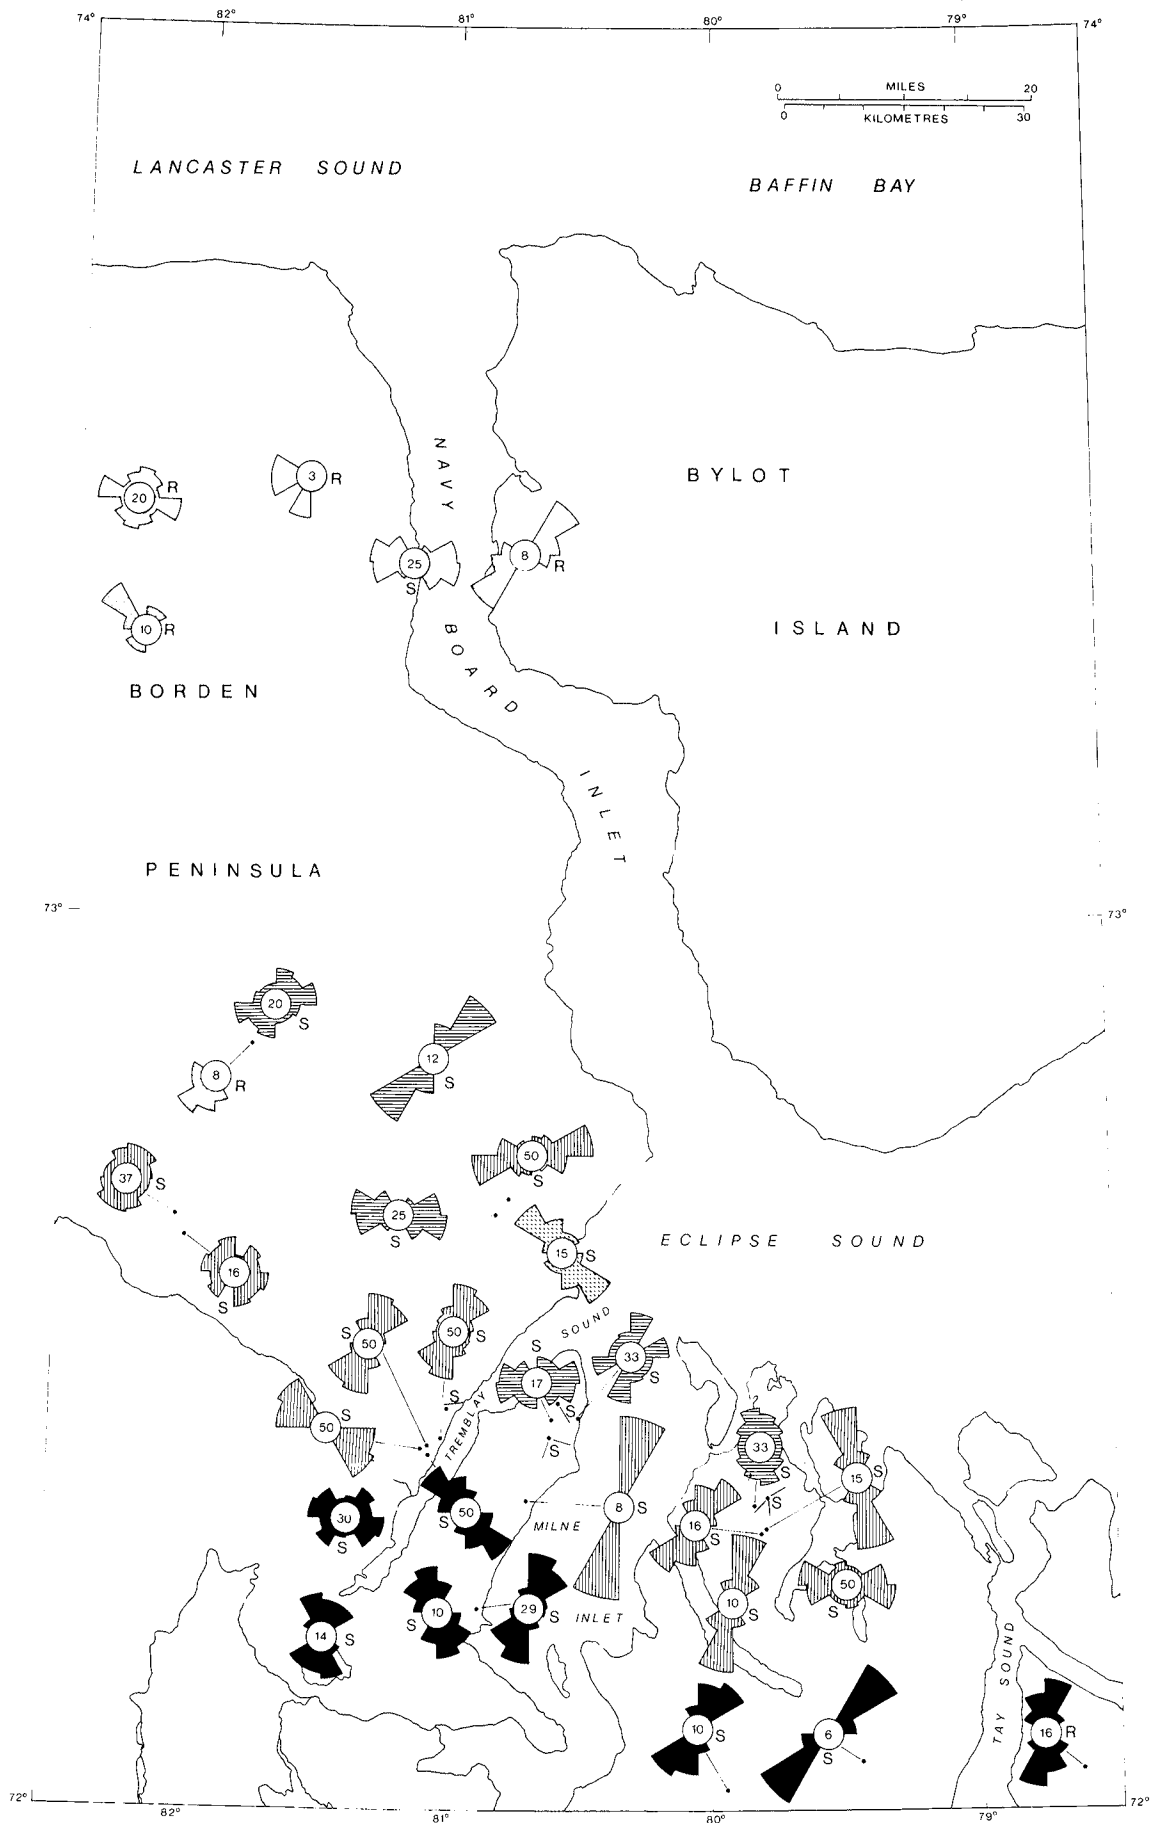 74° 82° 81° 80° 79° 74°
0 MILES 20
0 KILOMETRES 30
LANCASTER SOUND
BAFFIN BAY
NAVY
BYLOT
3 R
20 R
8 R
25 S
10 R
BOARD
ISLAND
BORDEN
INLET
PENINSULA
73° 73°
20 S
12 S
8 R
50 S
37 S
25 S
ECLIPSE SOUND
15 S
16 S
SOUND
50 S
S 50
33 S
S 17
S
S
TREMBLAY
50 S
33 S
15 S
S
S
8 S
30 S
50 S
MILNE
16 S
50 S
10 S
10 S
29 S
INLET
14 S
TAY SOUND
10 S
6 S
16 R
72° 82° 81° 80° 79° 72°